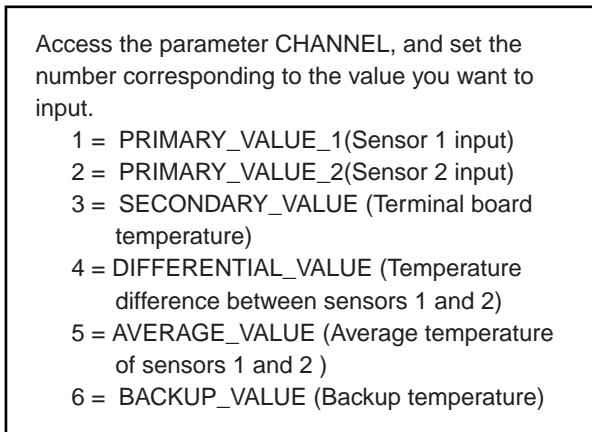 Access the parameter CHANNEL, and set the
number corresponding to the value you want to
input.
1 = PRIMARY_VALUE_1(Sensor 1 input)
2 = PRIMARY_VALUE_2(Sensor 2 input)
3 = SECONDARY_VALUE (Terminal board
temperature)
4 = DIFFERENTIAL_VALUE (Temperature
difference between sensors 1 and 2)
5 = AVERAGE_VALUE (Average temperature
of sensors 1 and 2 )
6 = BACKUP_VALUE (Backup temperature)